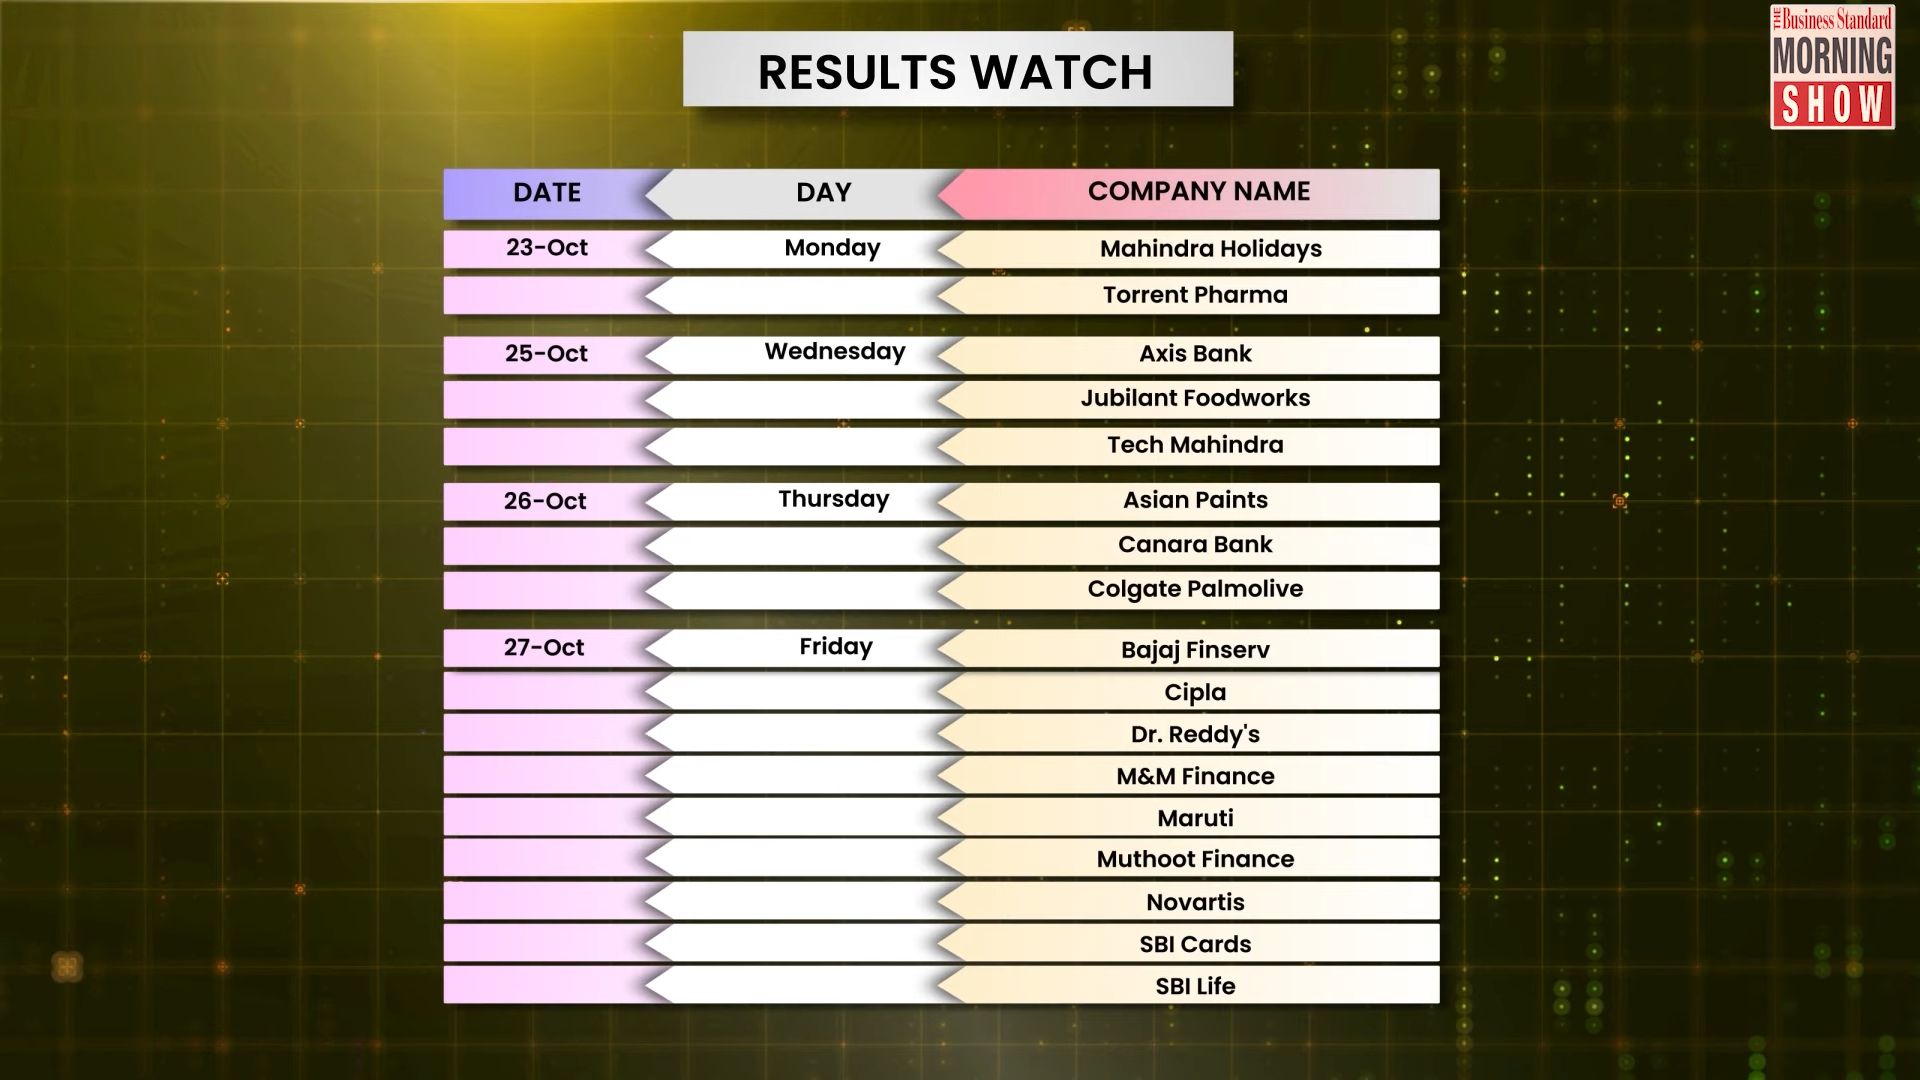 RESULTS WATCH
THE Business Standard
MORNING
SHOW
DATE DAY COMPANY NAME
23-Oct Monday Mahindra Holidays
Torrent Pharma
25-Oct Wednesday Axis Bank
Jubilant Foodworks
Tech Mahindra
26-Oct Thursday Asian Paints
Canara Bank
Colgate Palmolive
27-Oct Friday Bajaj Finserv
Cipla
Dr. Reddy's
M&M Finance
Maruti
Muthoot Finance
Novartis
SBI Cards
SBI Life